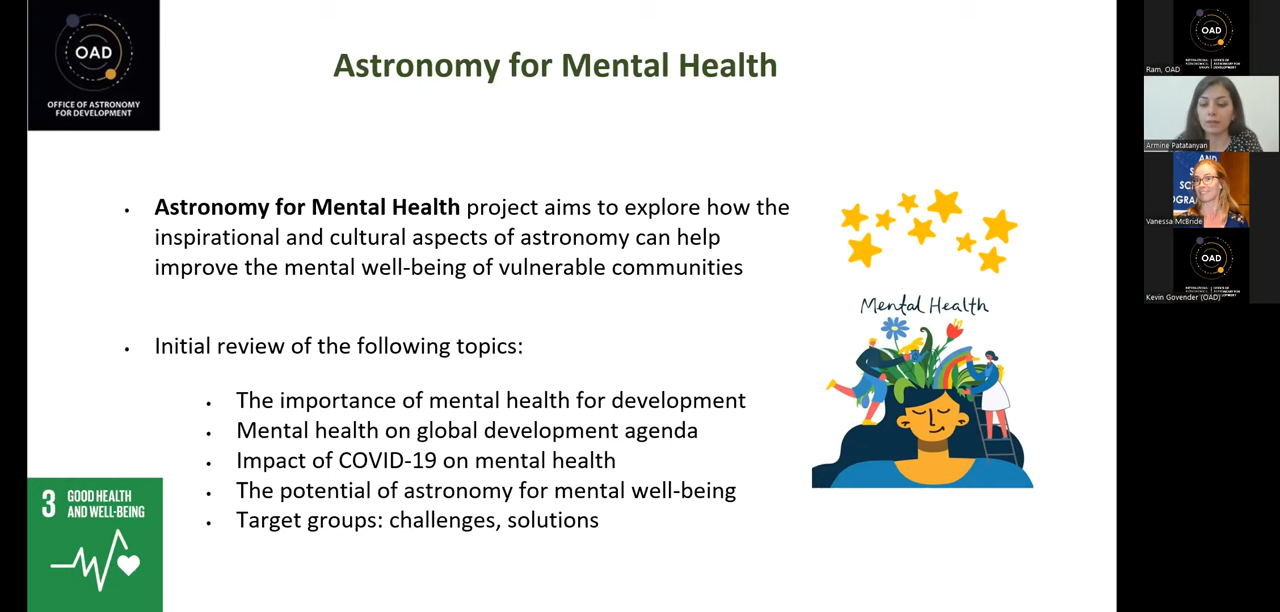 OAD
OFFICE OF ASTRONOMY
FOR DEVELOPMENT
Astronomy for Mental Health
• Astronomy for Mental Health project aims to explore how the
inspirational and cultural aspects of astronomy can help
improve the mental well-being of vulnerable communities
• Initial review of the following topics:
• The importance of mental health for development
• Mental health on global development agenda
• Impact of COVID-19 on mental health
• The potential of astronomy for mental well-being
• Target groups: challenges, solutions
Mental Health
3 GOOD HEALTH
AND WELL-BEING
OAD
Ram, OAD
Armine Patatanyan
AND
Vanessa McBride
OAD
Kevin Govender (OAD)